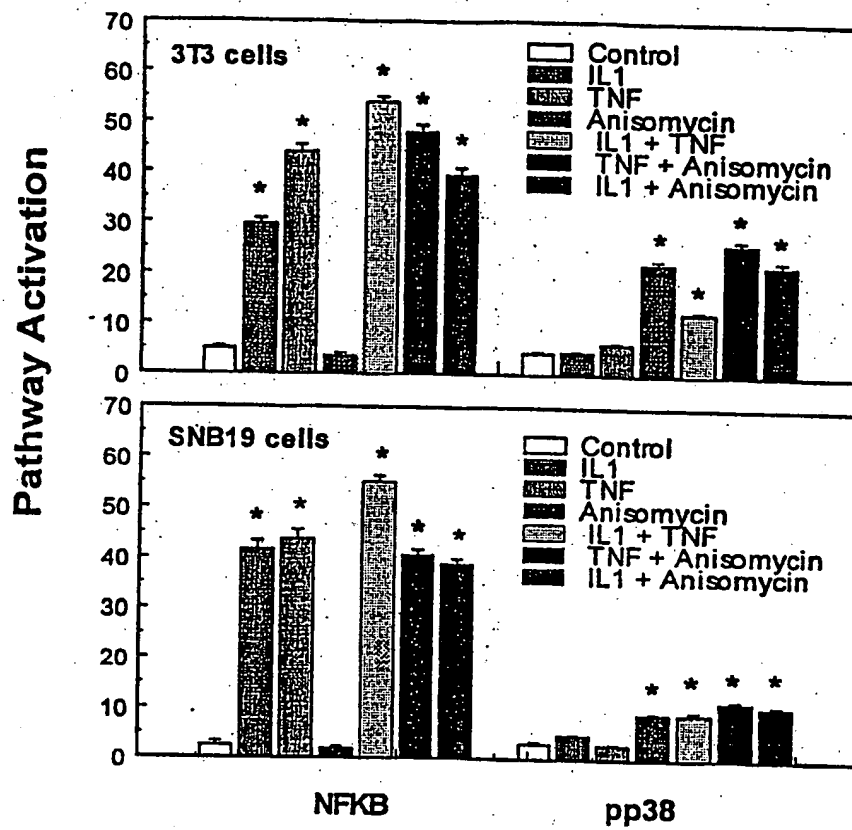 Pathway Activation
70
60
50
40
30
20
10
0
3T3 cells
* * * * *
* * * *
Control
IL1
TNF
Anisomycin
IL1 + TNF
TNF + Anisomycin
IL1 + Anisomycin
70
60
50
40
30
20
10
0
SNB19 cells
* * * * *
* * * *
Control
IL1
TNF
Anisomycin
IL1 + TNF
TNF + Anisomycin
IL1 + Anisomycin
NFKB pp38